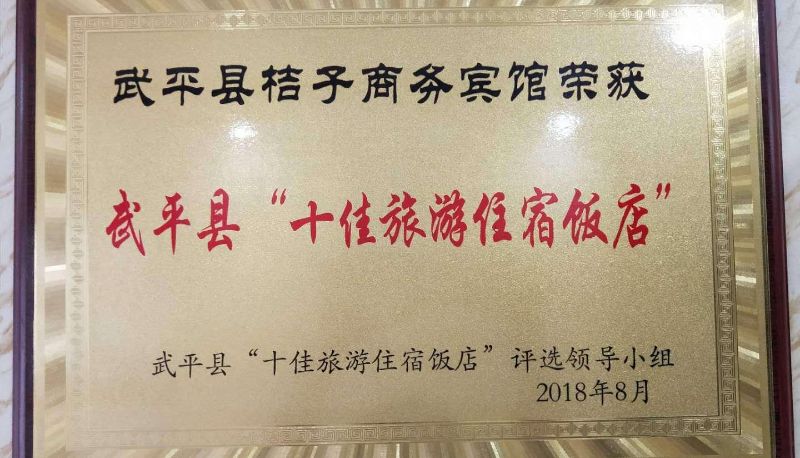 武平县桔子商务宾馆荣获
武平县“十佳旅游住宿饭店”
武平县“十佳旅游住宿饭店”评选领导小组
2018年8月